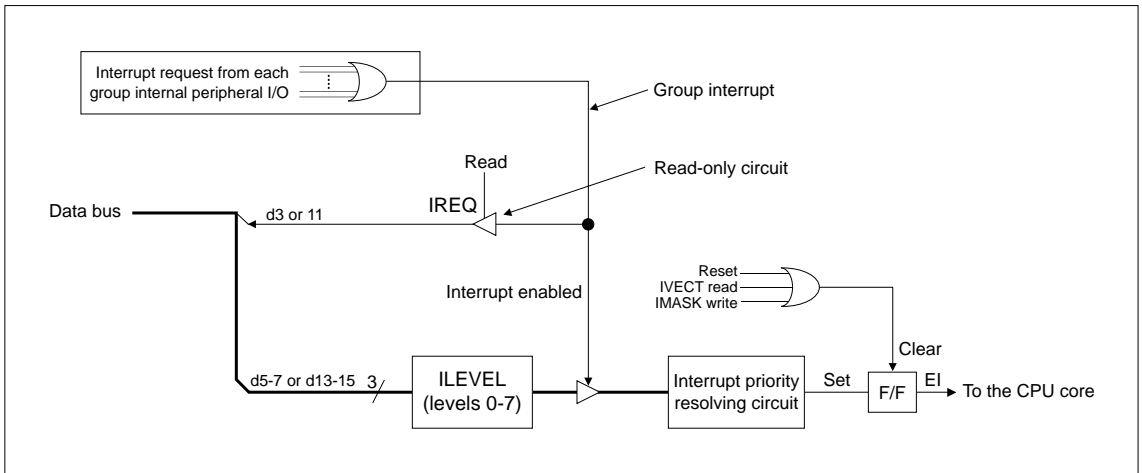 Interrupt request from each
group internal peripheral I/O
Group interrupt
Read
Read-only circuit
IREQ
Data bus
d3 or 11
Interrupt enabled
Reset
IVECT read
IMASK write
Clear
d5-7 or d13-15
3
ILEVEL
(levels 0-7)
Interrupt priority
resolving circuit
Set
F/F
EI
To the CPU core